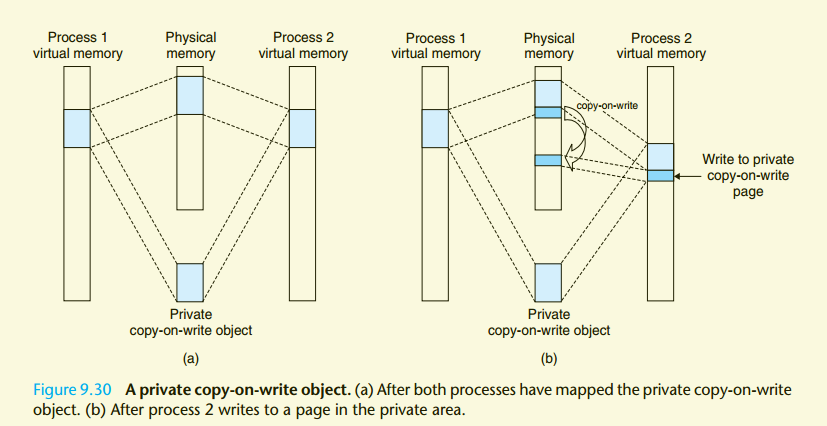 Process 1
virtual memory
Physical
memory
Process 2
virtual memory
Private
copy-on-write object
(a)
Process 1
virtual memory
Physical
memory
Process 2
virtual memory
copy-on-write
Write to private
copy-on-write
page
Private
copy-on-write object
(b)
Figure 9.30 A private copy-on-write object. (a) After both processes have mapped the private copy-on-write
object. (b) After process 2 writes to a page in the private area.